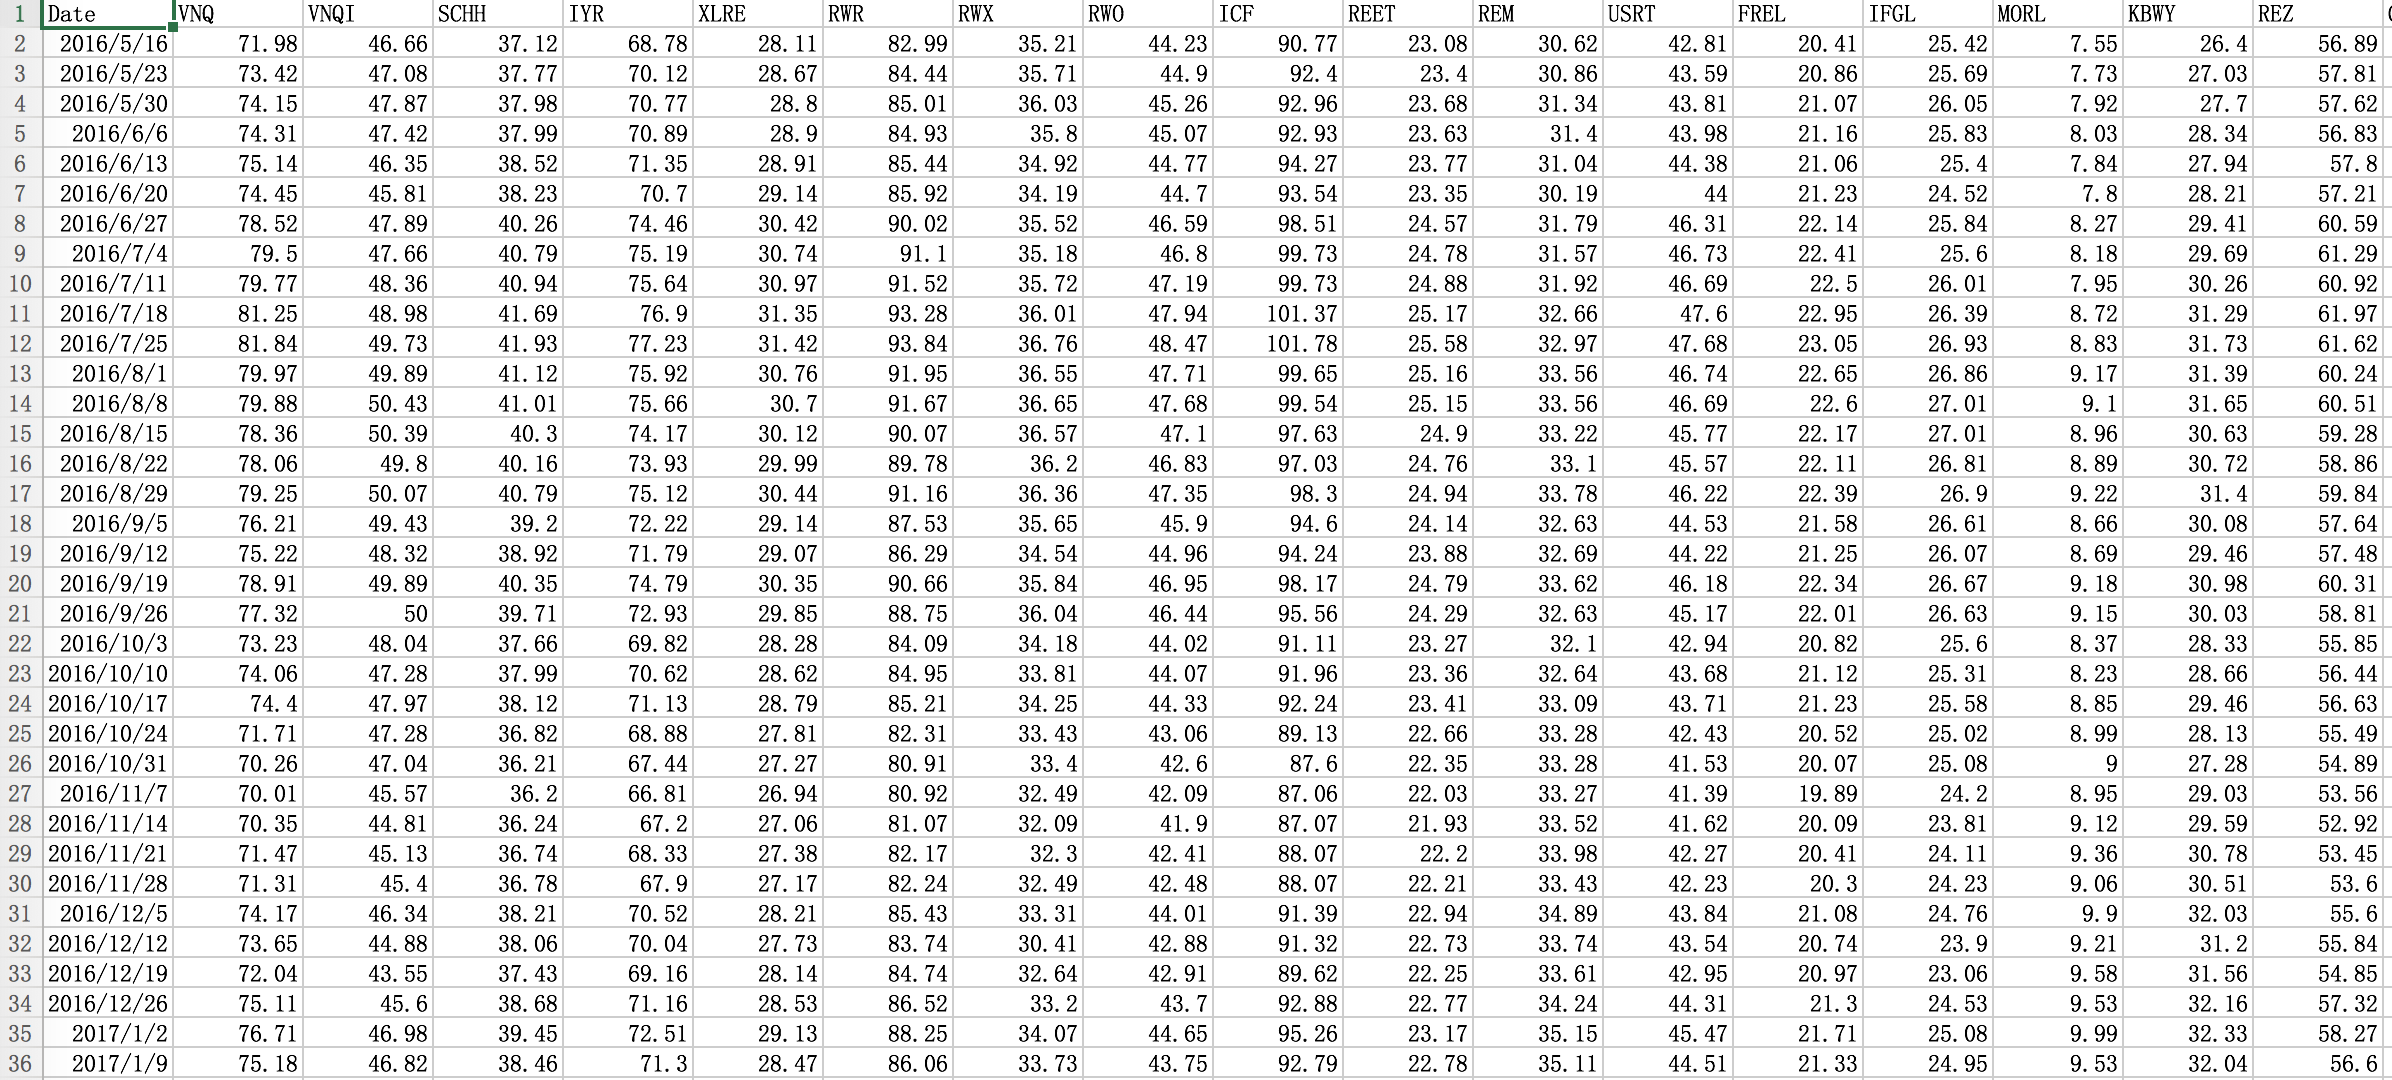 1 Date VNQ VNQI SCHH IYR XLRE RWR RWX RWO ICF REET REM USRT FREL IFGL MORL KBWY REZ
2 2016/5/16 71.98 46.66 37.12 68.78 28.11 82.99 35.21 44.23 90.77 23.08 30.62 42.81 20.41 25.42 7.55 26.4 56.89
3 2016/5/23 73.42 47.08 37.77 70.12 28.67 84.44 35.71 44.9 92.4 23.4 30.86 43.59 20.86 25.69 7.73 27.03 57.81
4 2016/5/30 74.15 47.87 37.98 70.77 28.8 85.01 36.03 45.26 92.96 23.68 31.34 43.81 21.07 26.05 7.92 27.7 57.62
5 2016/6/6 74.31 47.42 37.99 70.89 28.9 84.93 35.8 45.07 92.93 23.63 31.4 43.98 21.16 25.83 8.03 28.34 56.83
6 2016/6/13 75.14 46.35 38.52 71.35 28.91 85.44 34.92 44.77 94.27 23.77 31.04 44.38 21.06 25.4 7.84 27.94 57.8
7 2016/6/20 74.45 45.81 38.23 70.7 29.14 85.92 34.19 44.7 93.54 23.35 30.19 44 21.23 24.52 7.8 28.21 57.21
8 2016/6/27 78.52 47.89 40.26 74.46 30.42 90.02 35.52 46.59 98.51 24.57 31.79 46.31 22.14 25.84 8.27 29.41 60.59
9 2016/7/4 79.5 47.66 40.79 75.19 30.74 91.1 35.18 46.8 99.73 24.78 31.57 46.73 22.41 25.6 8.18 29.69 61.29
10 2016/7/11 79.77 48.36 40.94 75.64 30.97 91.52 35.72 47.19 99.73 24.88 31.92 46.69 22.5 26.01 7.95 30.26 60.92
11 2016/7/18 81.25 48.98 41.69 76.9 31.35 93.28 36.01 47.94 101.37 25.17 32.66 47.6 22.95 26.39 8.72 31.29 61.97
12 2016/7/25 81.84 49.73 41.93 77.23 31.42 93.84 36.76 48.47 101.78 25.58 32.97 47.68 23.05 26.93 8.83 31.73 61.62
13 2016/8/1 79.97 49.89 41.12 75.92 30.76 91.95 36.55 47.71 99.65 25.16 33.56 46.74 22.65 26.86 9.17 31.39 60.24
14 2016/8/8 79.88 50.43 41.01 75.66 30.7 91.67 36.65 47.68 99.54 25.15 33.56 46.69 22.6 27.01 9.1 31.65 60.51
15 2016/8/15 78.36 50.39 40.3 74.17 30.12 90.07 36.57 47.1 97.63 24.9 33.22 45.77 22.17 27.01 8.96 30.63 59.28
16 2016/8/22 78.06 49.8 40.16 73.93 29.99 89.78 36.2 46.83 97.03 24.76 33.1 45.57 22.11 26.81 8.89 30.72 58.86
17 2016/8/29 79.25 50.07 40.79 75.12 30.44 91.16 36.36 47.35 98.3 24.94 33.78 46.22 22.39 26.9 9.22 31.4 59.84
18 2016/9/5 76.21 49.43 39.2 72.22 29.14 87.53 35.65 45.9 94.6 24.14 32.63 44.53 21.58 26.61 8.66 30.08 57.64
19 2016/9/12 75.22 48.32 38.92 71.79 29.07 86.29 34.54 44.96 94.24 23.88 32.69 44.22 21.25 26.07 8.69 29.46 57.48
20 2016/9/19 78.91 49.89 40.35 74.79 30.35 90.66 35.84 46.95 98.17 24.79 33.62 46.18 22.34 26.67 9.18 30.98 60.31
21 2016/9/26 77.32 50 39.71 72.93 29.85 88.75 36.04 46.44 95.56 24.29 32.63 45.17 22.01 26.63 9.15 30.03 58.81
22 2016/10/3 73.23 48.04 37.66 69.82 28.28 84.09 34.18 44.02 91.11 23.27 32.1 42.94 20.82 25.6 8.37 28.33 55.85
23 2016/10/10 74.06 47.28 37.99 70.62 28.62 84.95 33.81 44.07 91.96 23.36 32.64 43.68 21.12 25.31 8.23 28.66 56.44
24 2016/10/17 74.4 47.97 38.12 71.13 28.79 85.21 34.25 44.33 92.24 23.41 33.09 43.71 21.23 25.58 8.85 29.46 56.63
25 2016/10/24 71.71 47.28 36.82 68.88 27.81 82.31 33.43 43.06 89.13 22.66 33.28 42.43 20.52 25.02 8.99 28.13 55.49
26 2016/10/31 70.26 47.04 36.21 67.44 27.27 80.91 33.4 42.6 87.6 22.35 33.28 41.53 20.07 25.08 9 27.28 54.89
27 2016/11/7 70.01 45.57 36.2 66.81 26.94 80.92 32.49 42.09 87.06 22.03 33.27 41.39 19.89 24.2 8.95 29.03 53.56
28 2016/11/14 70.35 44.81 36.24 67.2 27.06 81.07 32.09 41.9 87.07 21.93 33.52 41.62 20.09 23.81 9.12 29.59 52.92
29 2016/11/21 71.47 45.13 36.74 68.33 27.38 82.17 32.3 42.41 88.07 22.2 33.98 42.27 20.41 24.11 9.36 30.78 53.45
30 2016/11/28 71.31 45.4 36.78 67.9 27.17 82.24 32.49 42.48 88.07 22.21 33.43 42.23 20.3 24.23 9.06 30.51 53.6
31 2016/12/5 74.17 46.34 38.21 70.52 28.21 85.43 33.31 44.01 91.39 22.94 34.89 43.84 21.08 24.76 9.9 32.03 55.6
32 2016/12/12 73.65 44.88 38.06 70.04 27.73 83.74 30.41 42.88 91.32 22.73 33.74 43.54 20.74 23.9 9.21 31.2 55.84
33 2016/12/19 72.04 43.55 37.43 69.16 28.14 84.74 32.64 42.91 89.62 22.25 33.61 42.95 20.97 23.06 9.58 31.56 54.85
34 2016/12/26 75.11 45.6 38.68 71.16 28.53 86.52 33.2 43.7 92.88 22.77 34.24 44.31 21.3 24.53 9.53 32.16 57.32
35 2017/1/2 76.71 46.98 39.45 72.51 29.13 88.25 34.07 44.65 95.26 23.17 35.15 45.47 21.71 25.08 9.99 32.33 58.27
36 2017/1/9 75.18 46.82 38.46 71.3 28.47 86.06 33.73 43.75 92.79 22.78 35.11 44.51 21.33 24.95 9.53 32.04 56.6